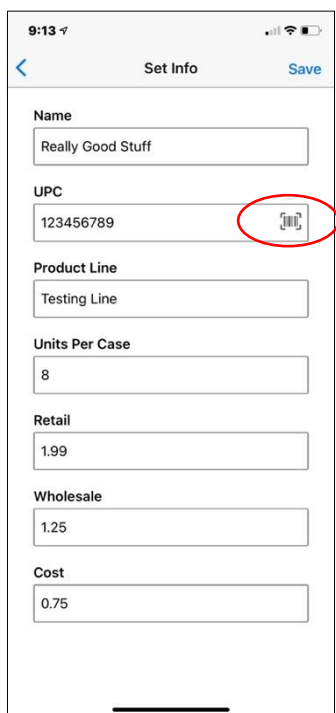 9:13
Set Info
Save
Name
Really Good Stuff
UPC
123456789
Product Line
Testing Line
Units Per Case
8
Retail
1.99
Wholesale
1.25
Cost
0.75